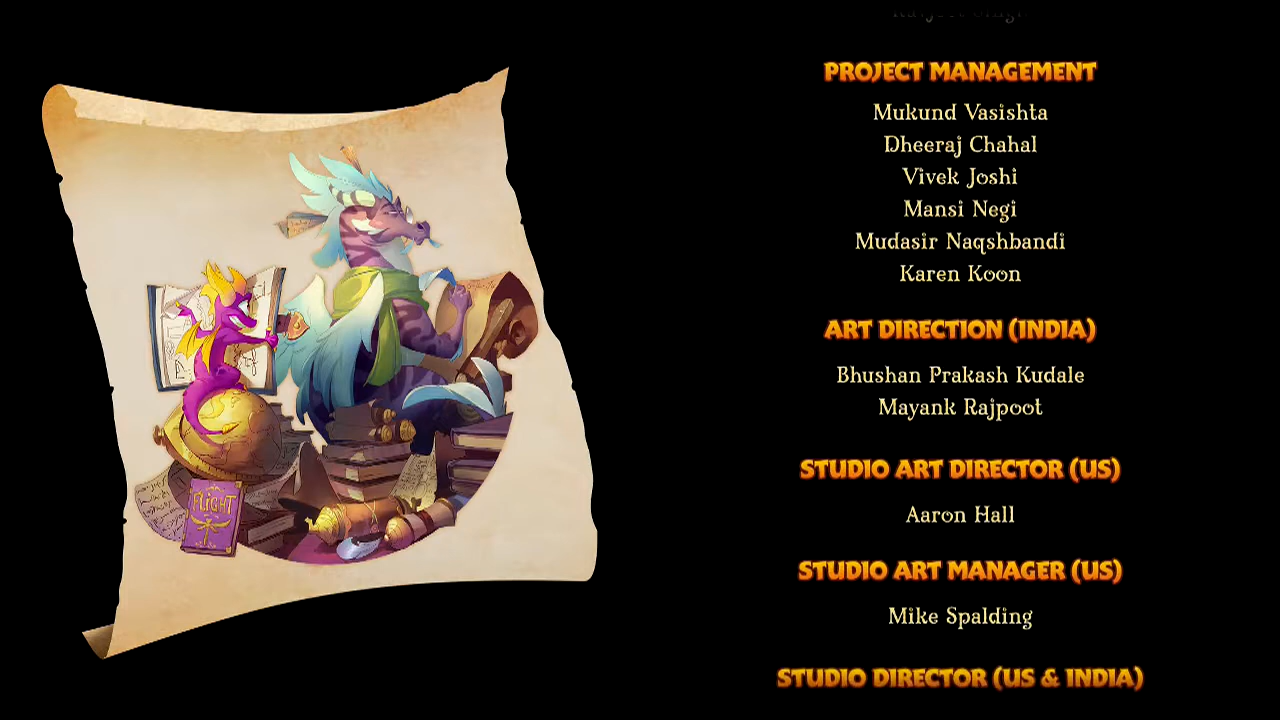 PROJECT MANAGEMENT
Mukund Vasishta
Dheeraj Chahal
Vivek Joshi
Mansi Negi
Mudasir Naqshbandi
Karen Koon
ART DIRECTION (INDIA)
Bhushan Prakash Kudale
Mayank Rajpoot
STUDIO ART DIRECTOR (US)
Aaron Hall
STUDIO ART MANAGER (US)
Mike Spalding
STUDIO DIRECTOR (US & INDIA)
FLIGHT